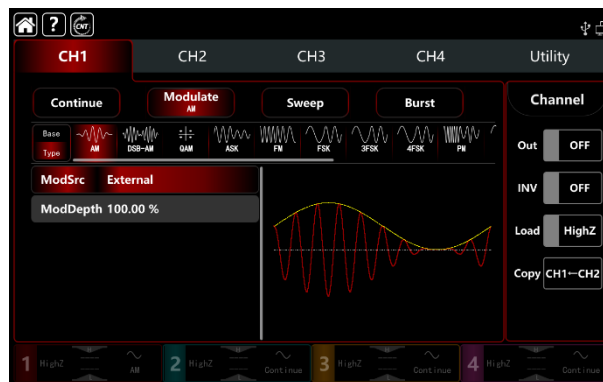 ? CNT
CH1 CH2 CH3 CH4 Utility
Continue Modulate AM Sweep Burst Channel
Base Type AM DSB-AM QAM ASK FM FSK 3FSK 4FSK PM
Out OFF
ModSrc External
INV OFF
ModDepth 100.00 %
Load HighZ
Copy CH1←CH2
1 HighZ AM 2 HighZ Continue 3 HighZ Continue 4 HighZ Continue